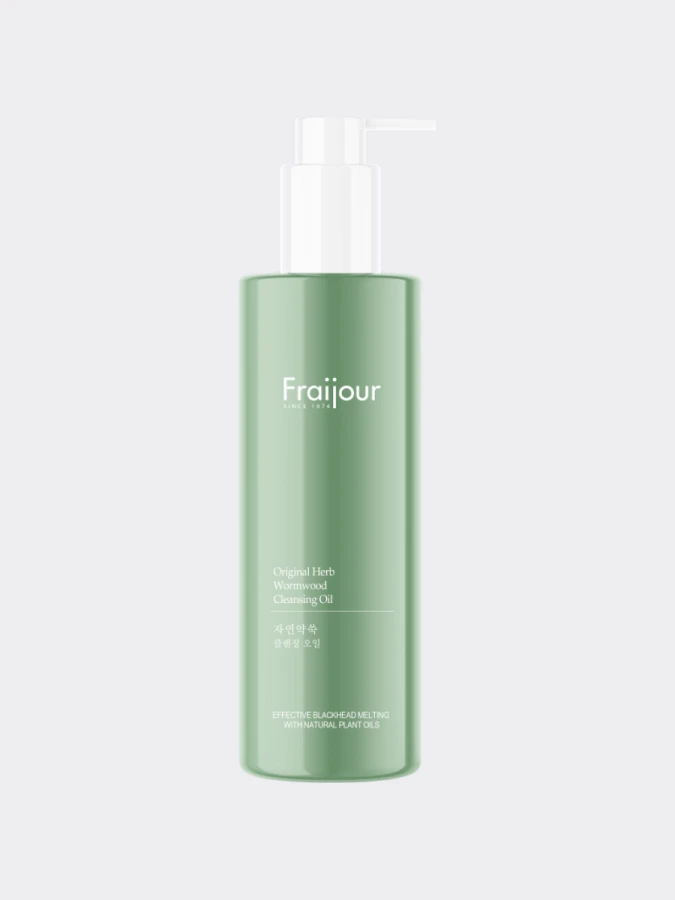 Fraijour
SINCE 1974
Original Herb
Wormwood
Cleansing Oil
자연약쑥
클렌징 오일
EFFECTIVE BLACKHEAD MELTING
WITH NATURAL PLANT OILS